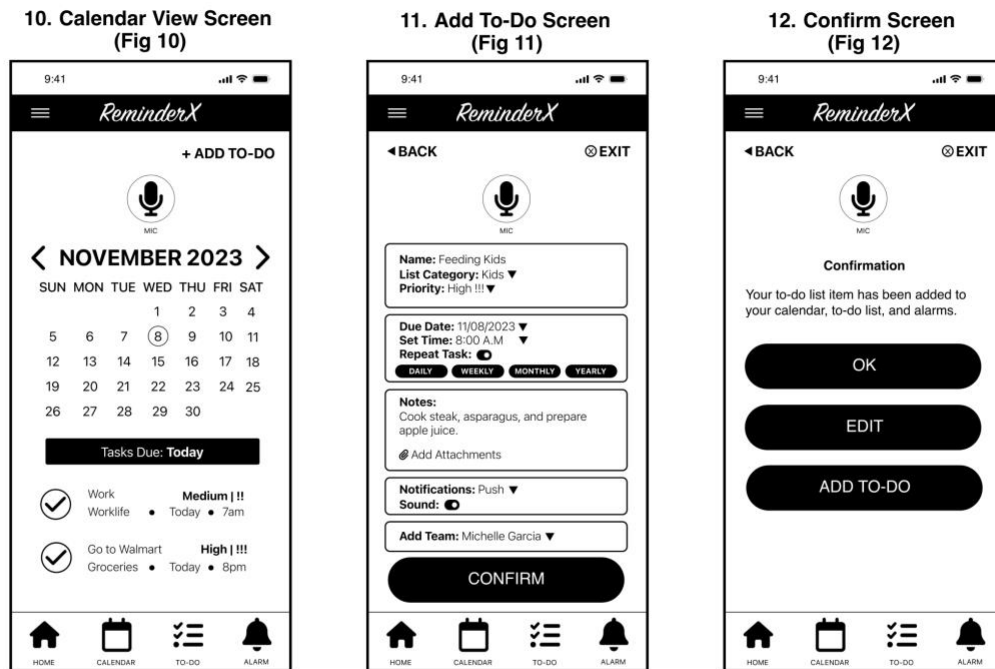 10. Calendar View Screen
(Fig 10)
9:41
ReminderX
+ ADD TO-DO
MIC
NOVEMBER 2023
SUN MON TUE WED THU FRI SAT
1 2 3 4
5 6 7 8 9 10 11
12 13 14 15 16 17 18
19 20 21 22 23 24 25
26 27 28 29 30
Tasks Due: Today
Work Medium | !!
Worklife • Today • 7am
Go to Walmart High | !!!
Groceries • Today • 8pm
HOME CALENDAR TO-DO ALARM
11. Add To-Do Screen
(Fig 11)
9:41
ReminderX
BACK EXIT
MIC
Name: Feeding Kids
List Category: Kids
Priority: High !!!
Due Date: 11/08/2023
Set Time: 8:00 A.M
Repeat Task:
DAILY WEEKLY MONTHLY YEARLY
Notes:
Cook steak, asparagus, and prepare
apple juice.
Add Attachments
Notifications: Push
Sound:
Add Team: Michelle Garcia
CONFIRM
HOME CALENDAR TO-DO ALARM
12. Confirm Screen
(Fig 12)
9:41
ReminderX
BACK EXIT
MIC
Confirmation
Your to-do list item has been added to
your calendar, to-do list, and alarms.
OK
EDIT
ADD TO-DO
HOME CALENDAR TO-DO ALARM